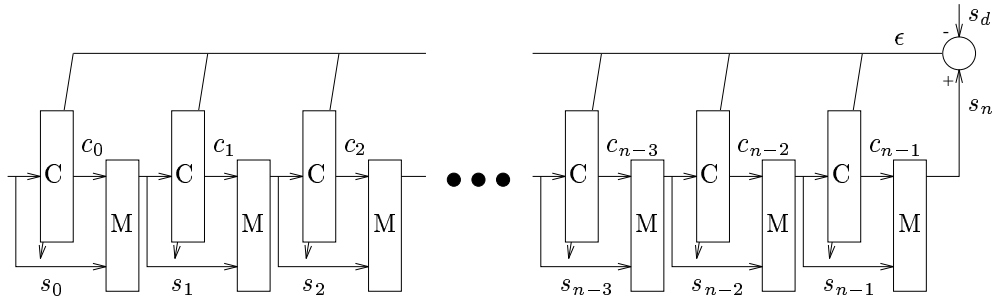 s_d
-
ϵ
+
s_n
c_0 c_1 c_2 c_{n−3} c_{n−2} c_{n−1}
C C C C C C
M M M M M M
s_0 s_1 s_2 s_{n−3} s_{n−2} s_{n−1}